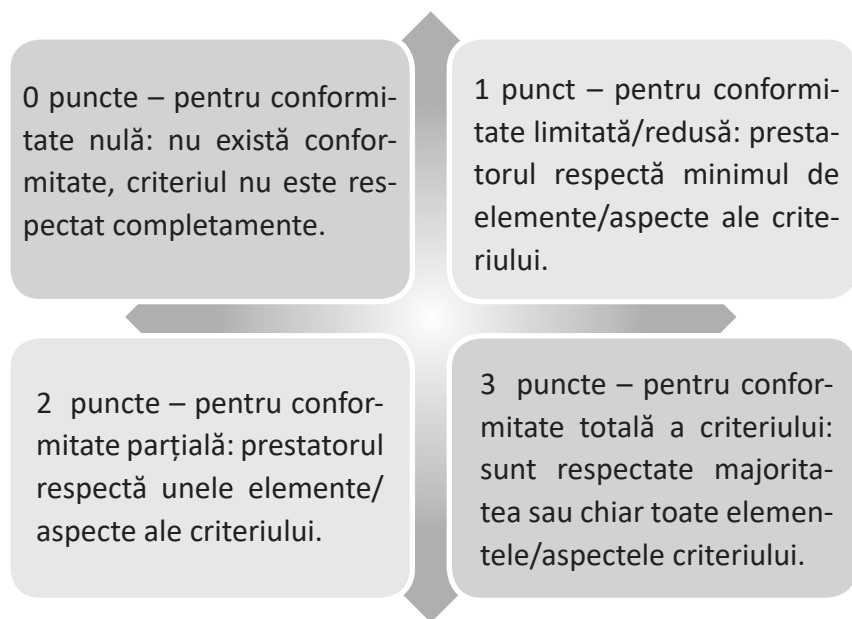 0 puncte – pentru conformi-
tate nulă: nu există confor-
mitate, criteriul nu este res-
pectat completamente.
1 punct – pentru conformi-
tate limitată/redusă: presta-
torul respectă minimul de
elemente/aspecte ale crite-
riului.
2 puncte – pentru confor-
mitate parțială: prestatorul
respectă unele elemente/
aspecte ale criteriului.
3 puncte – pentru confor-
mitate totală a criteriului:
sunt respectate majorita-
tea sau chiar toate elemen-
tele/aspectele criteriului.